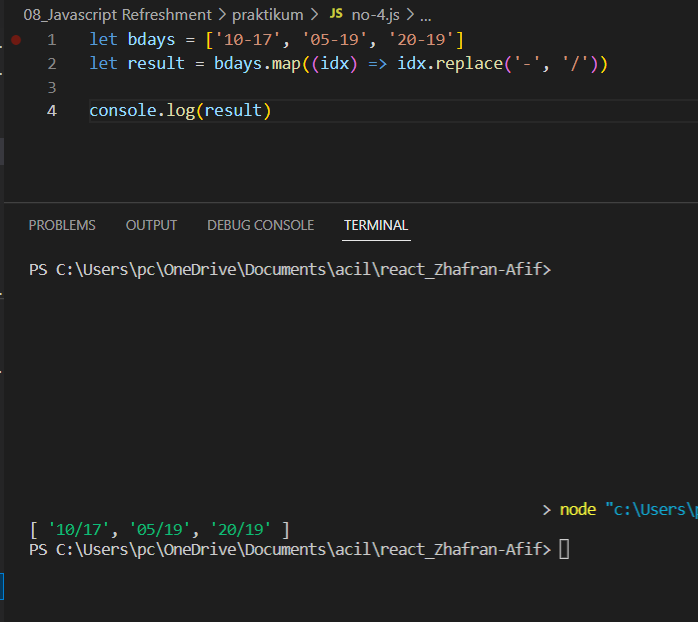 08_Javascript Refreshment > praktikum > JS no-4.js > ...
1 let bdays = ['10-17', '05-19', '20-19']
2 let result = bdays.map((idx) => idx.replace('-', '/'))
3
4 console.log(result)
PROBLEMS OUTPUT DEBUG CONSOLE TERMINAL
PS C:\Users\pc\OneDrive\Documents\acil\react_Zhafran-Afif>
> node "c:\Users\p
[ '10/17', '05/19', '20/19' ]
PS C:\Users\pc\OneDrive\Documents\acil\react_Zhafran-Afif>